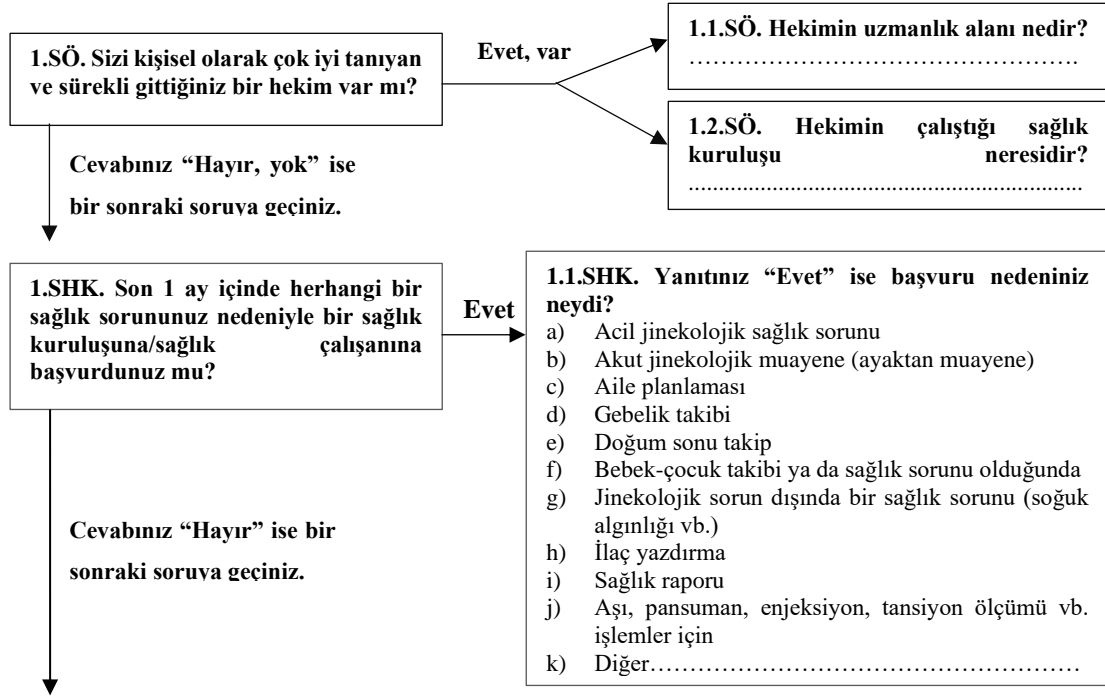 1.SÖ. Sizi kişisel olarak çok iyi tanıyan
ve sürekli gittiğiniz bir hekim var mı?
Evet, var
1.1.SÖ. Hekimin uzmanlık alanı nedir?
……………………………………………….
1.2.SÖ. Hekimin çalıştığı sağlık
kuruluşu neresidir?
.................................................................
Cevabınız “Hayır, yok” ise
bir sonraki soruya geçiniz.
1.SHK. Son 1 ay içinde herhangi bir
sağlık sorununuz nedeniyle bir sağlık
kuruluşuna/sağlık çalışanına
başvurdunuz mu?
Evet
1.1.SHK. Yanıtınız “Evet” ise başvuru nedeniniz
neydi?
a) Acil jinekolojik sağlık sorunu
b) Akut jinekolojik muayene (ayaktan muayene)
c) Aile planlaması
d) Gebelik takibi
e) Doğum sonu takip
f) Bebek-çocuk takibi ya da sağlık sorunu olduğunda
g) Jinekolojik sorun dışında bir sağlık sorunu (soğuk
algınlığı vb.)
h) İlaç yazdırma
i) Sağlık raporu
j) Aşı, pansuman, enjeksiyon, tansiyon ölçümü vb.
işlemler için
k) Diğer………………………………………………
Cevabınız “Hayır” ise bir
sonraki soruya geçiniz.